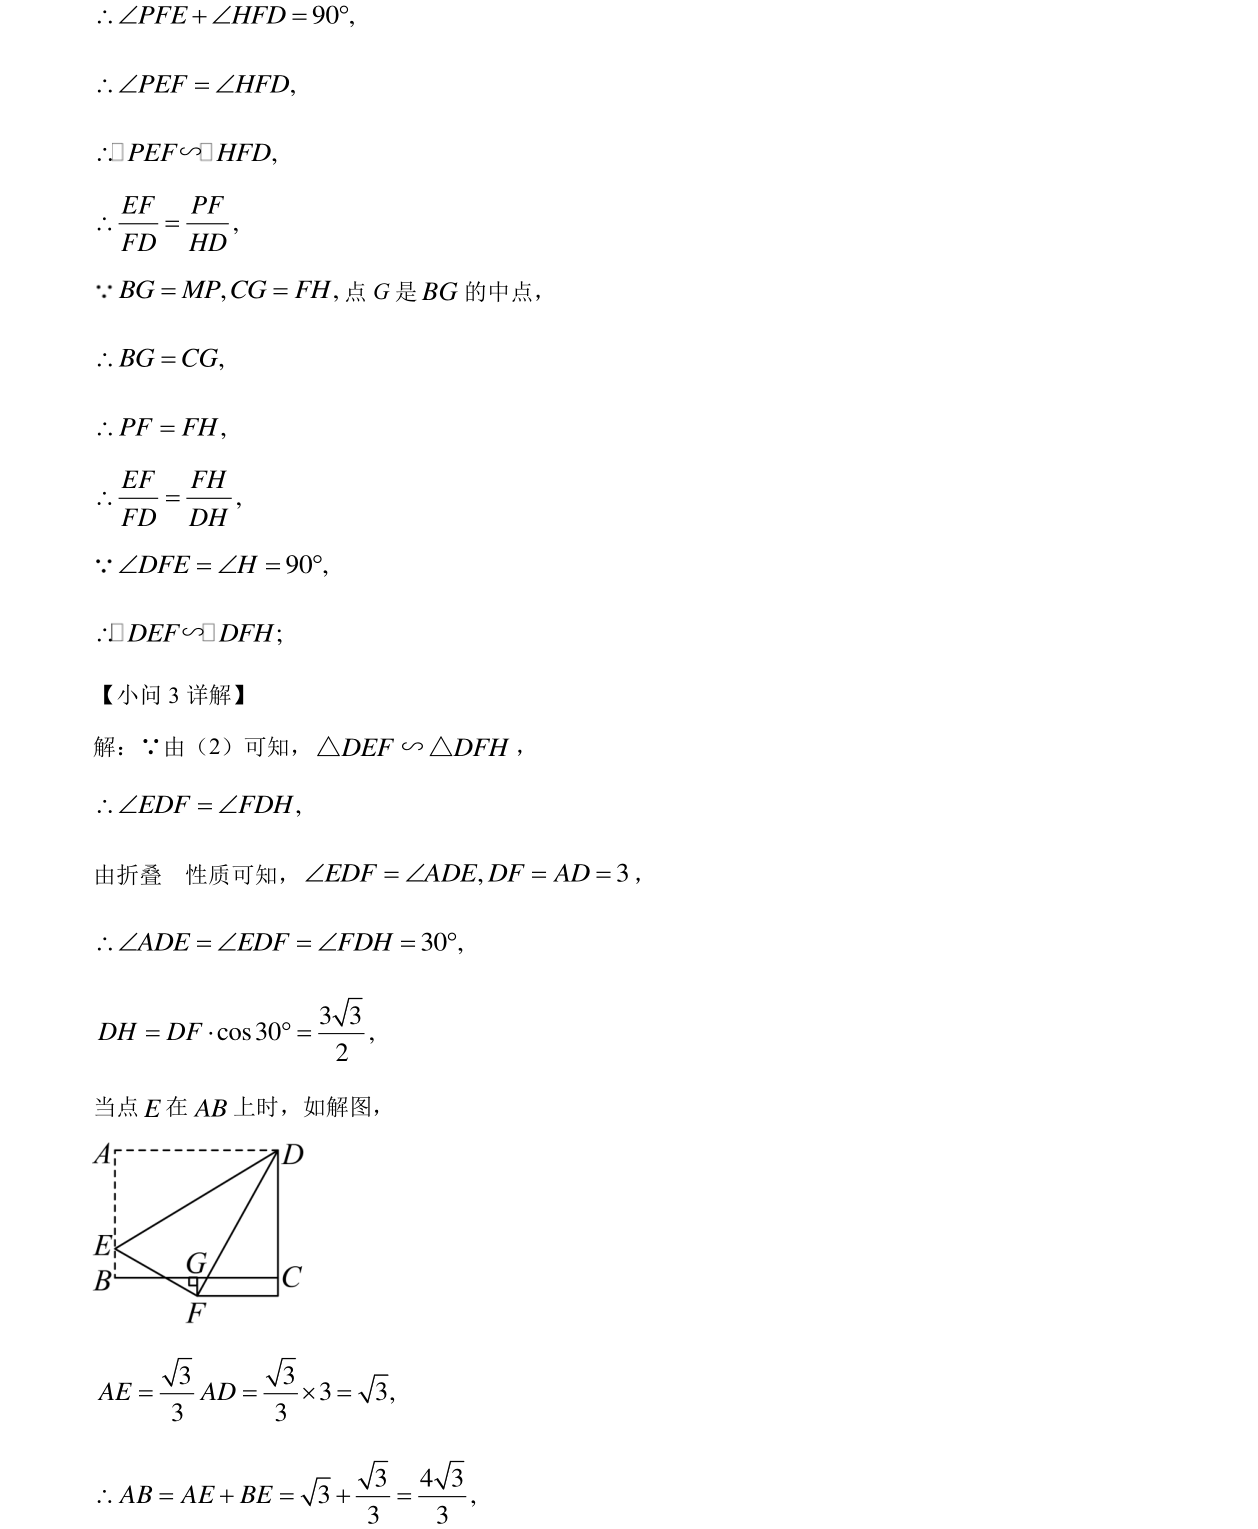 ∴∠PFE+∠HFD=90°,
∴∠PEF=∠HFD,
∴□PEF∽□HFD,
∴EF/FD=PF/HD,
∵BG=MP,CG=FH,点 G 是BG 的中点,
∴BG=CG,
∴PF=FH,
∴EF/FD=FH/DH,
∵∠DFE=∠H=90°,
∴□DEF∽□DFH;
【小问 3 详解】
解：∵由（2）可知，△DEF∽△DFH，
∴∠EDF=∠FDH,
由折叠 性质可知，∠EDF=∠ADE,DF=AD=3，
∴∠ADE=∠EDF=∠FDH=30°,
DH=DF·cos30°=3√3/2,
当点 E 在 AB 上时，如解图，
A D
E G
B C
F
AE=√3/3 AD=√3/3×3=√3,
∴AB=AE+BE=√3+√3/3=4√3/3,